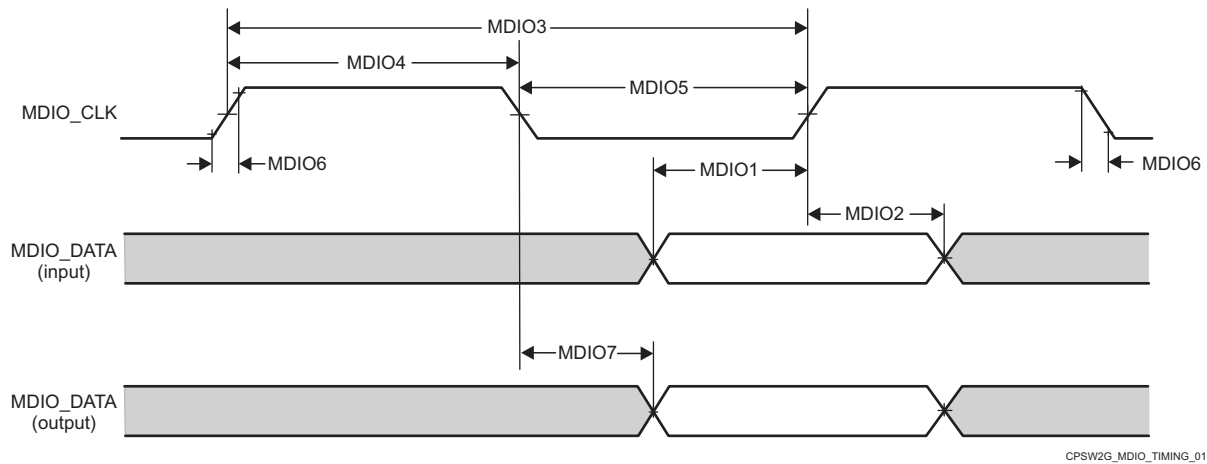 MDIO3
MDIO4
MDIO5
MDIO_CLK
MDIO6
MDIO1
MDIO6
MDIO2
MDIO_DATA
(input)
MDIO7
MDIO_DATA
(output)
CPSW2G_MDIO_TIMING_01